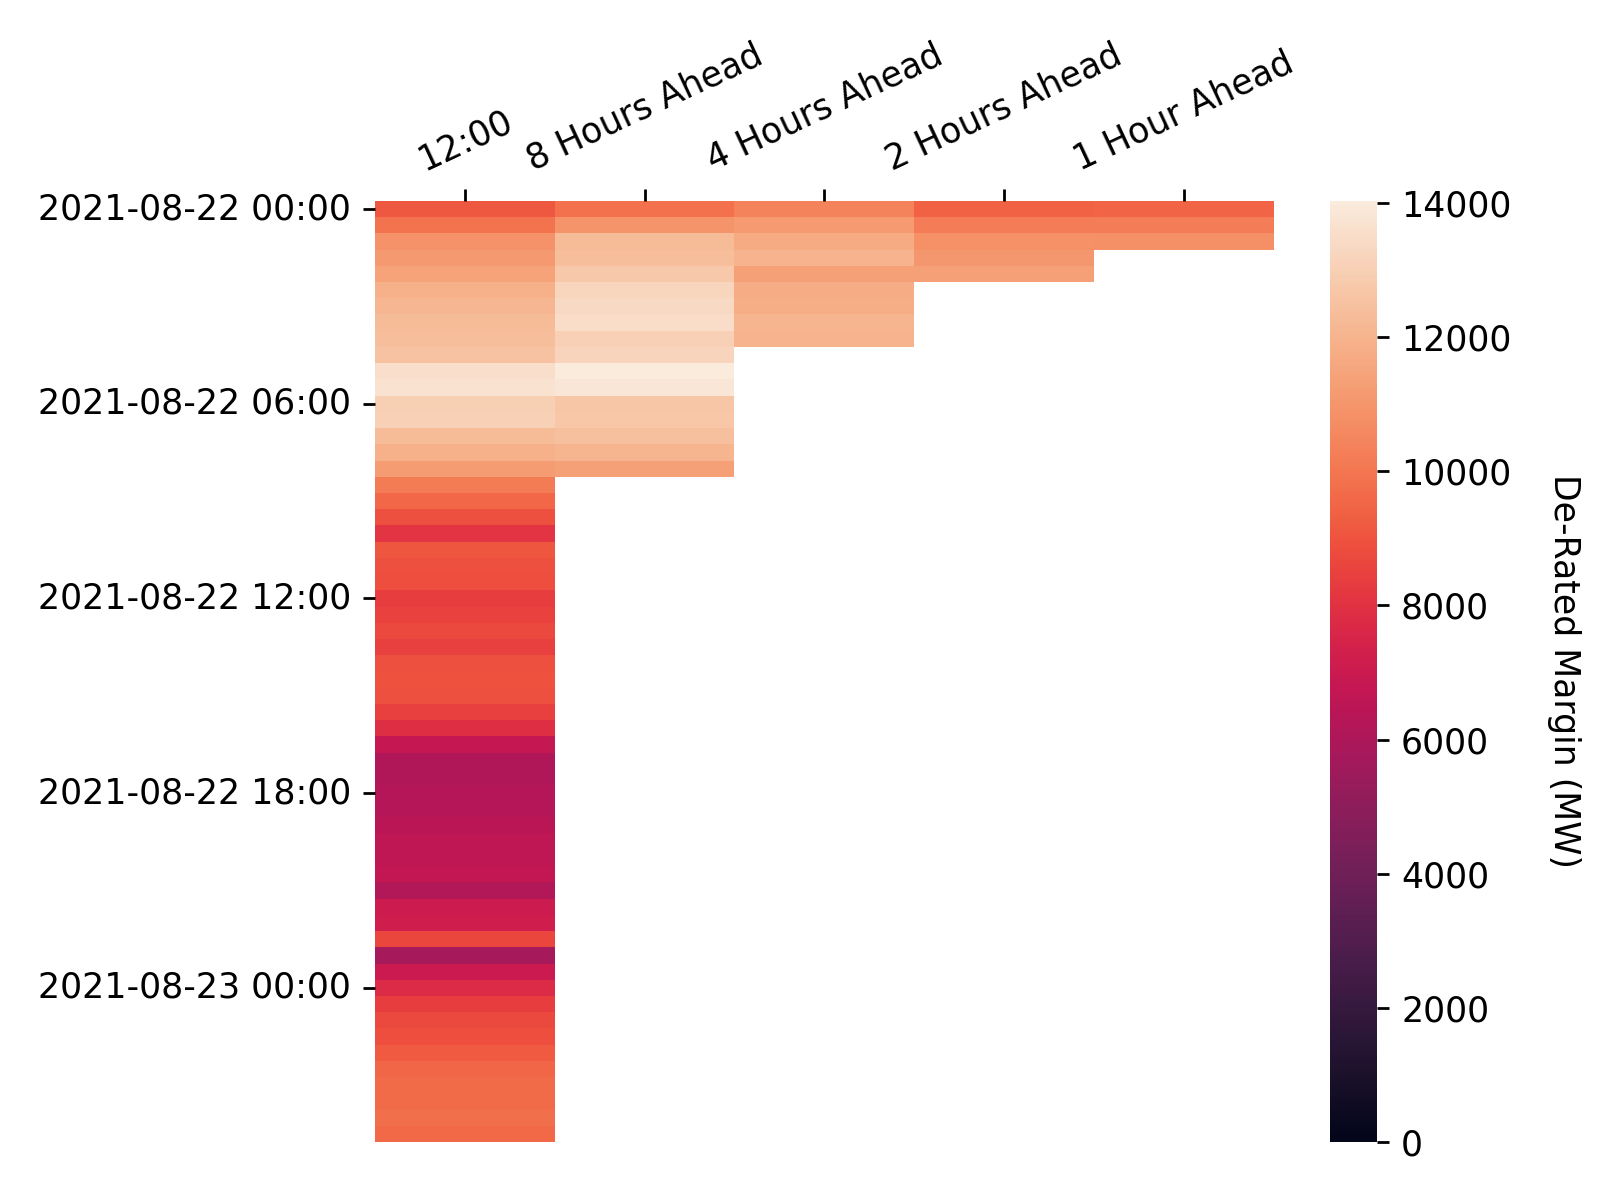 12:00
8 Hours Ahead
4 Hours Ahead
2 Hours Ahead
1 Hour Ahead
2021-08-22 00:00
2021-08-22 06:00
2021-08-22 12:00
2021-08-22 18:00
2021-08-23 00:00
14000
12000
10000
8000
6000
4000
2000
0
De-Rated Margin (MW)